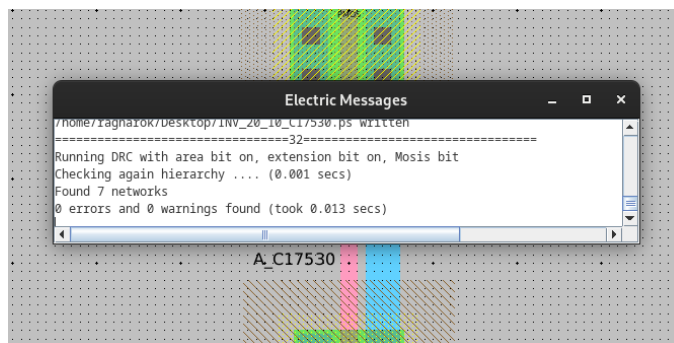 Electric Messages
/home/ragnarok/Desktop/INV_20_10_C17530.ps written
==============================32==============================
Running DRC with area bit on, extension bit on, Mosis bit
Checking again hierarchy .... (0.001 secs)
Found 7 networks
0 errors and 0 warnings found (took 0.013 secs)
A_C17530